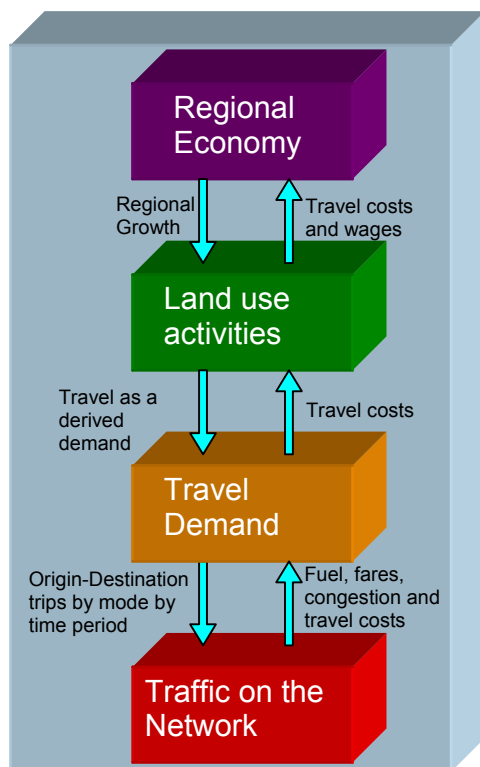 Regional
Economy
Regional
Growth
Travel costs
and wages
Land use
activities
Travel as a
derived
demand
Travel costs
Travel
Demand
Origin-Destination
trips by mode by
time period
Fuel, fares,
congestion and
travel costs
Traffic on the
Network